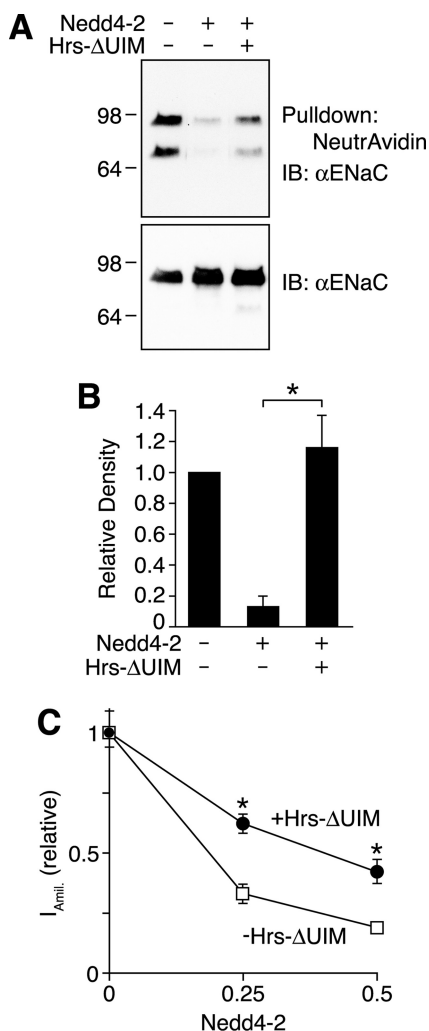 A
Nedd4-2 – + +
Hrs-ΔUIM – – +
98
64
Pulldown:
NeutrAvidin
IB: αENaC
98
64
IB: αENaC
B
*
Relative Density
1.4
1.2
1.0
0.8
0.6
0.4
0.2
0
Nedd4-2 – + +
Hrs-ΔUIM – – +
C
I Amil. (relative)
1
0.5
0
*
+Hrs-ΔUIM
*
-Hrs-ΔUIM
0 0.25 0.5
Nedd4-2